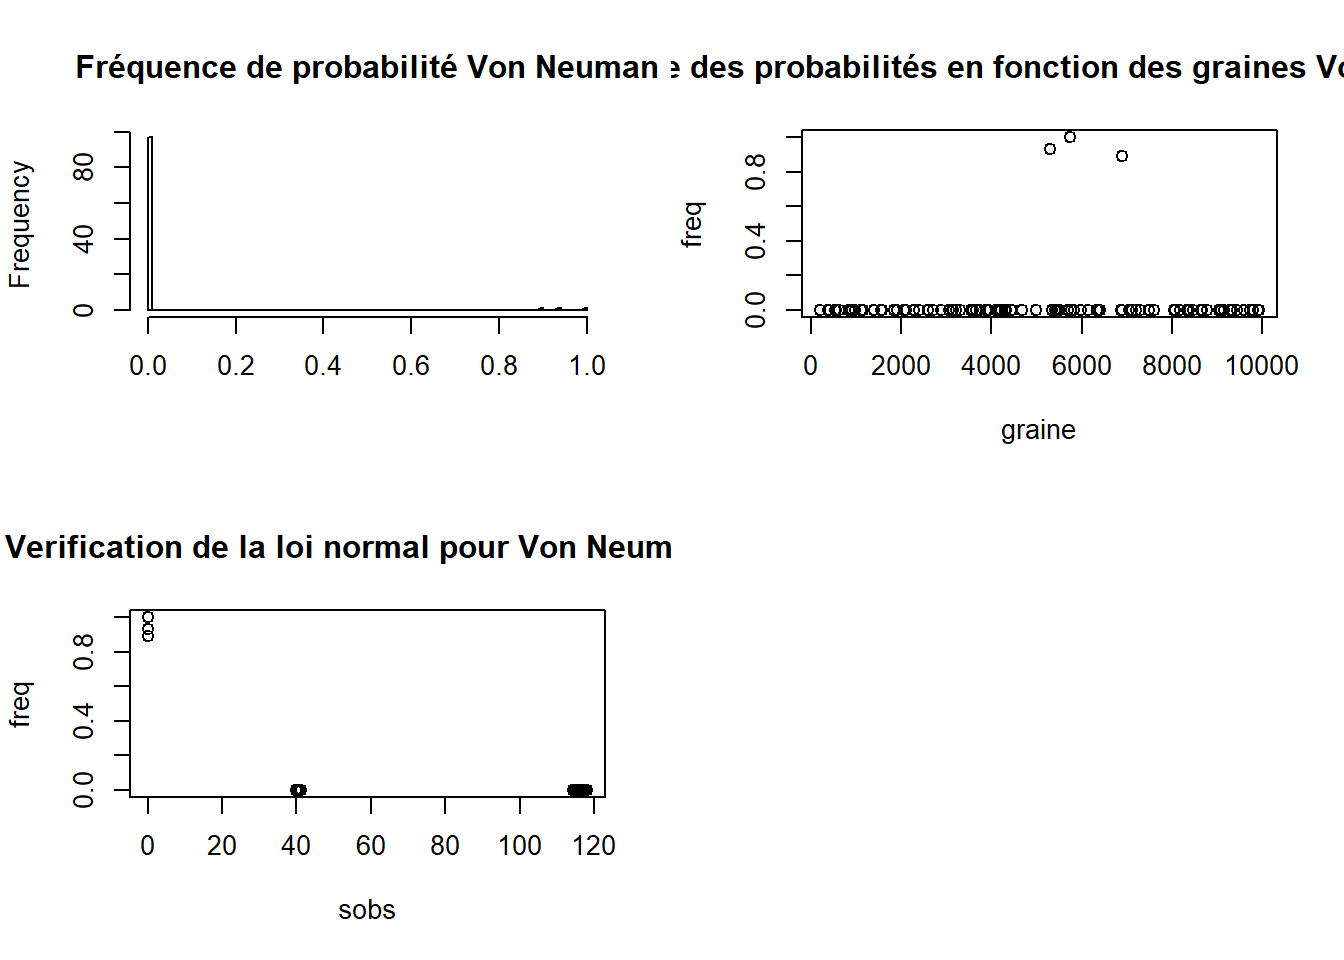 Fréquence de probabilité Von Neuman
e des probabilités en fonction des graines Vo
Frequency
0 40 80
0.0 0.2 0.4 0.6 0.8 1.0
freq
0.0 0.4 0.8
0 2000 4000 6000 8000 10000
graine
Verification de la loi normal pour Von Neum
freq
0.0 0.4 0.8
0 20 40 60 80 100 120
sobs